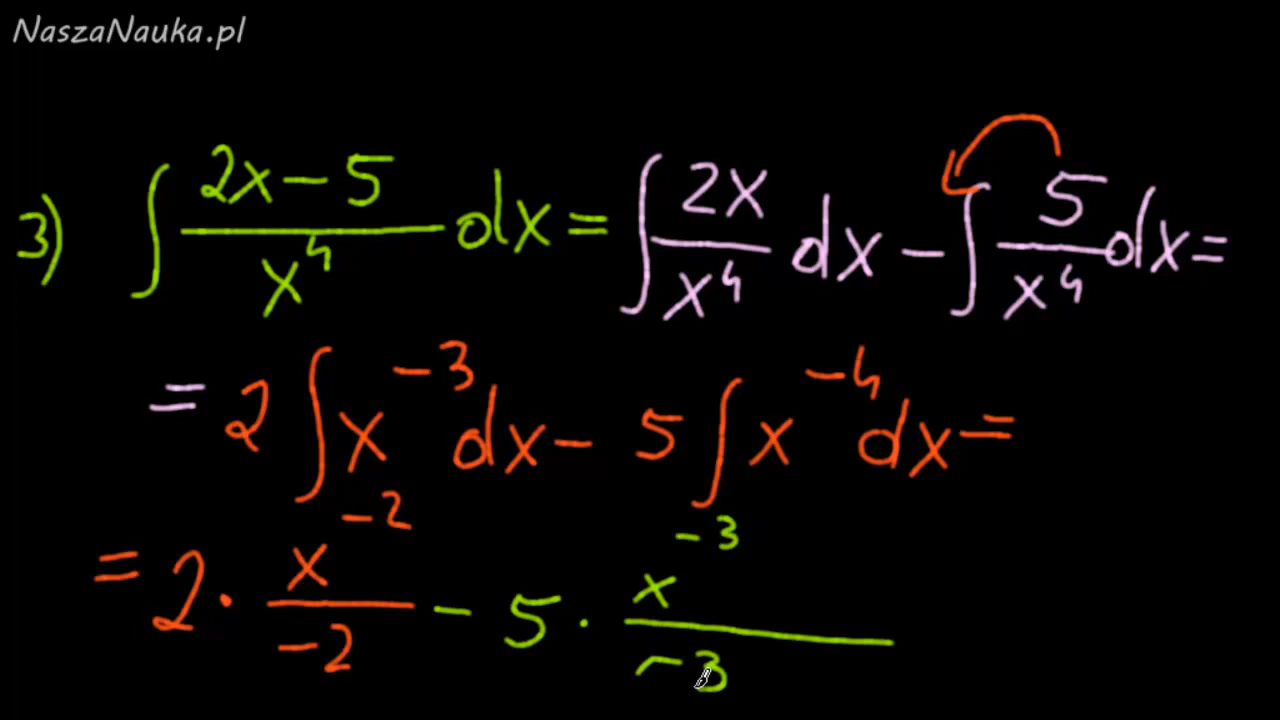 NaszaNauka.pl
3) ∫ (2x-5)/x⁴ dx = ∫ 2x/x⁴ dx - ∫ 5/x⁴ dx =
= 2 ∫ x⁻³ dx - 5 ∫ x⁻⁴ dx =
= 2 · x⁻²/-2 - 5 · x⁻³/-3